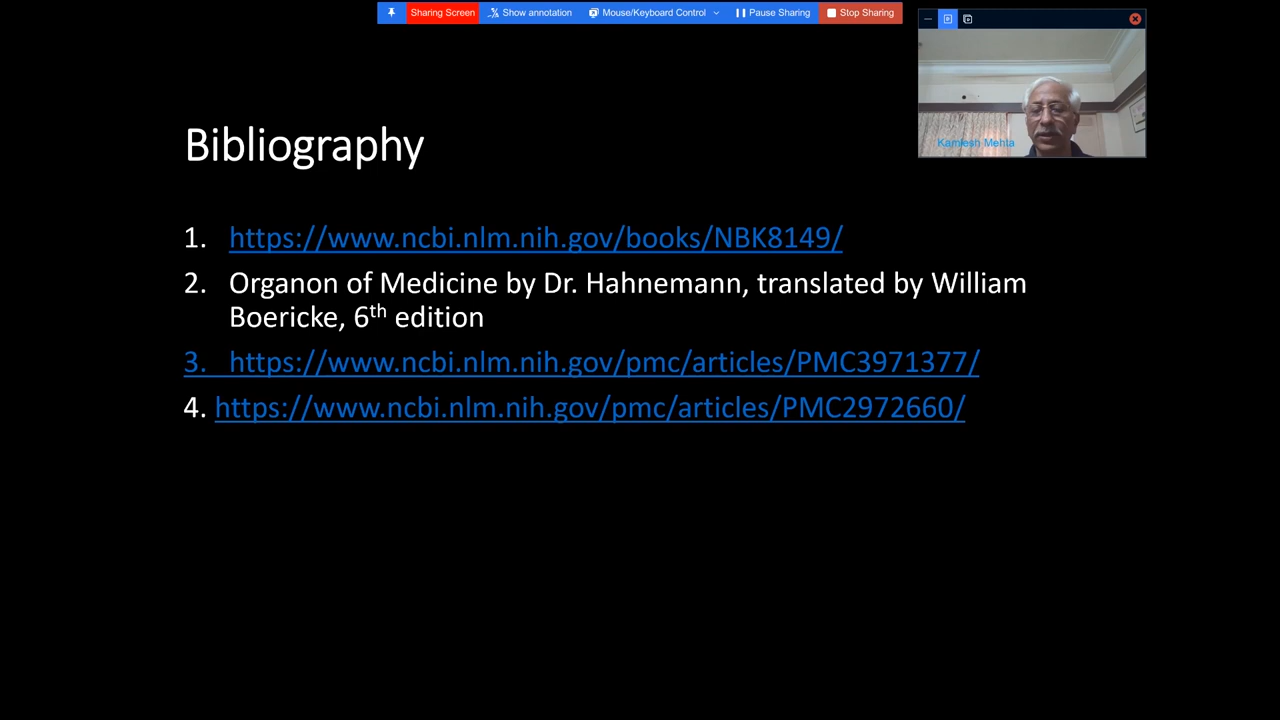 Sharing Screen Show annotation Mouse/Keyboard Control Pause Sharing Stop Sharing
Kamlesh Mehta
Bibliography
1. https://www.ncbi.nlm.nih.gov/books/NBK8149/
2. Organon of Medicine by Dr. Hahnemann, translated by William
Boericke, 6th edition
3. https://www.ncbi.nlm.nih.gov/pmc/articles/PMC3971377/
4. https://www.ncbi.nlm.nih.gov/pmc/articles/PMC2972660/